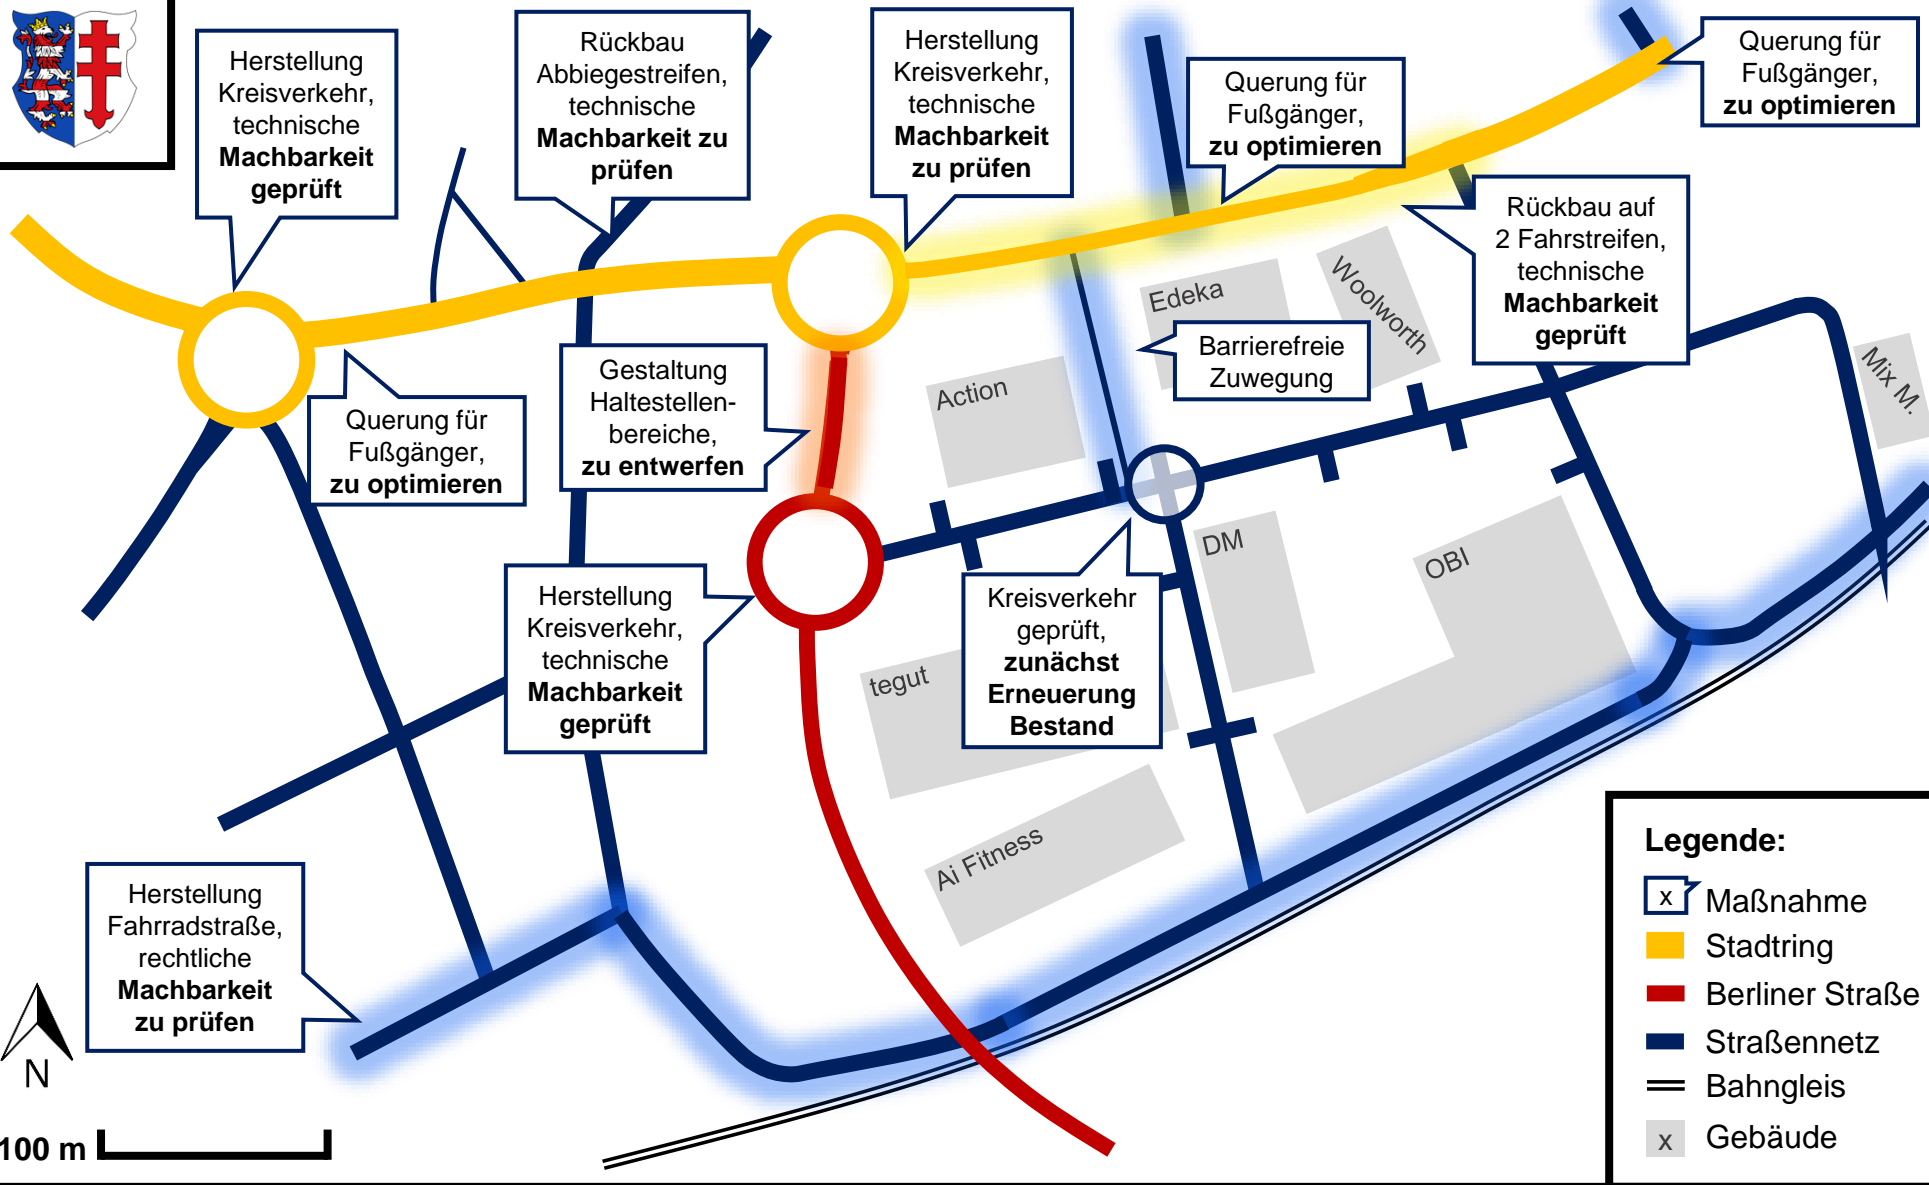 Herstellung
Kreisverkehr,
technische
Machbarkeit
geprüft
Rückbau
Abbiegestreifen,
technische
Machbarkeit zu
prüfen
Herstellung
Kreisverkehr,
technische
Machbarkeit
zu prüfen
Querung für
Fußgänger,
zu optimieren
Querung für
Fußgänger,
zu optimieren
Rückbau auf
2 Fahrstreifen,
technische
Machbarkeit
geprüft
Edeka
Woolworth
Barrierefreie
Zuwegung
Mix M.
Action
Gestaltung
Haltestellen-
bereiche,
zu entwerfen
Querung für
Fußgänger,
zu optimieren
DM
OBI
Herstellung
Kreisverkehr,
technische
Machbarkeit
geprüft
Kreisverkehr
geprüft,
zunächst
Erneuerung
Bestand
tegut
Ai Fitness
Herstellung
Fahrradstraße,
rechtliche
Machbarkeit
zu prüfen
N
100 m
Legende:
x Maßnahme
Stadtring
Berliner Straße
Straßennetz
Bahngleis
x Gebäude